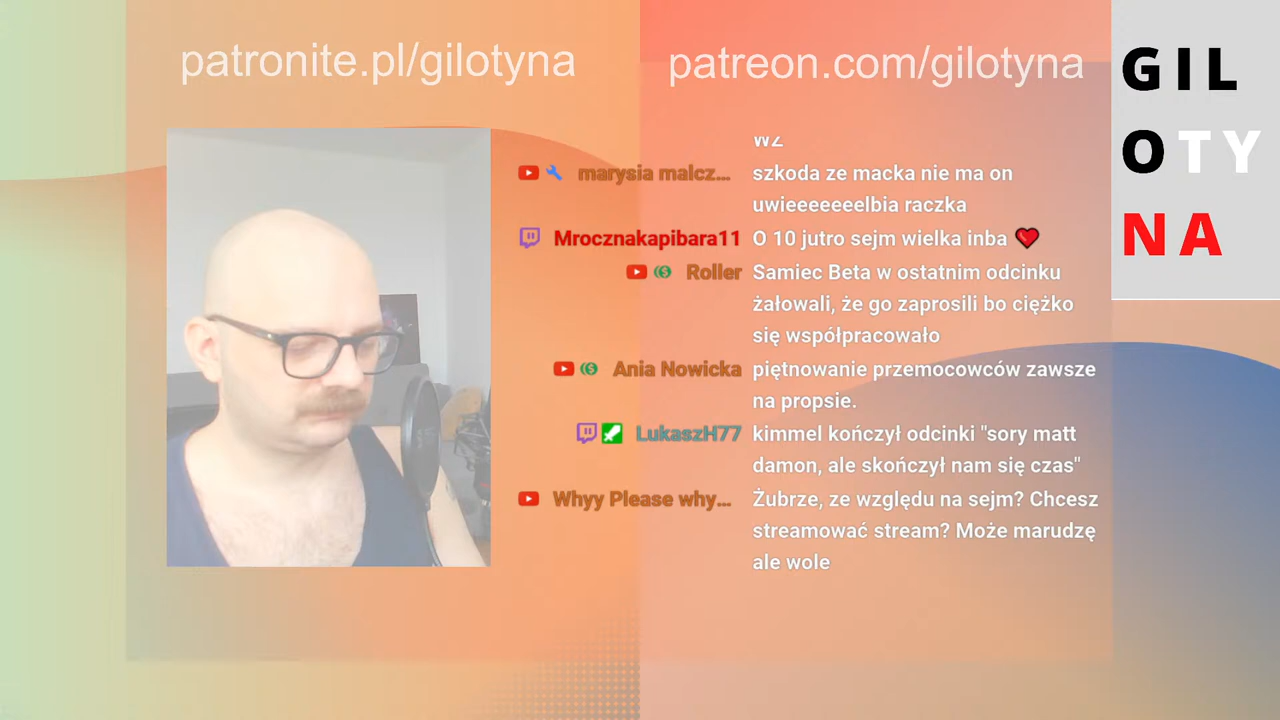 patronite.pl/gilotyna
patreon.com/gilotyna
GIL
OTY
NA
wz
marysia malcz... szkoda ze macka nie ma on
uwieeeeeeelbia raczka
Mrocznakapibara11 O 10 jutro sejm wielka inba ❤️
Roller Samiec Beta w ostatnim odcinku
żałowali, że go zaprosili bo ciężko
się współpracowało
Ania Nowicka piętnowanie przemocowców zawsze
na propsie.
LukaszH77 kimmel kończył odcinki "sory matt
damon, ale skończył nam się czas"
Whyy Please why... Żubrze, ze względu na sejm? Chcesz
streamować stream? Może marudzę
ale wole